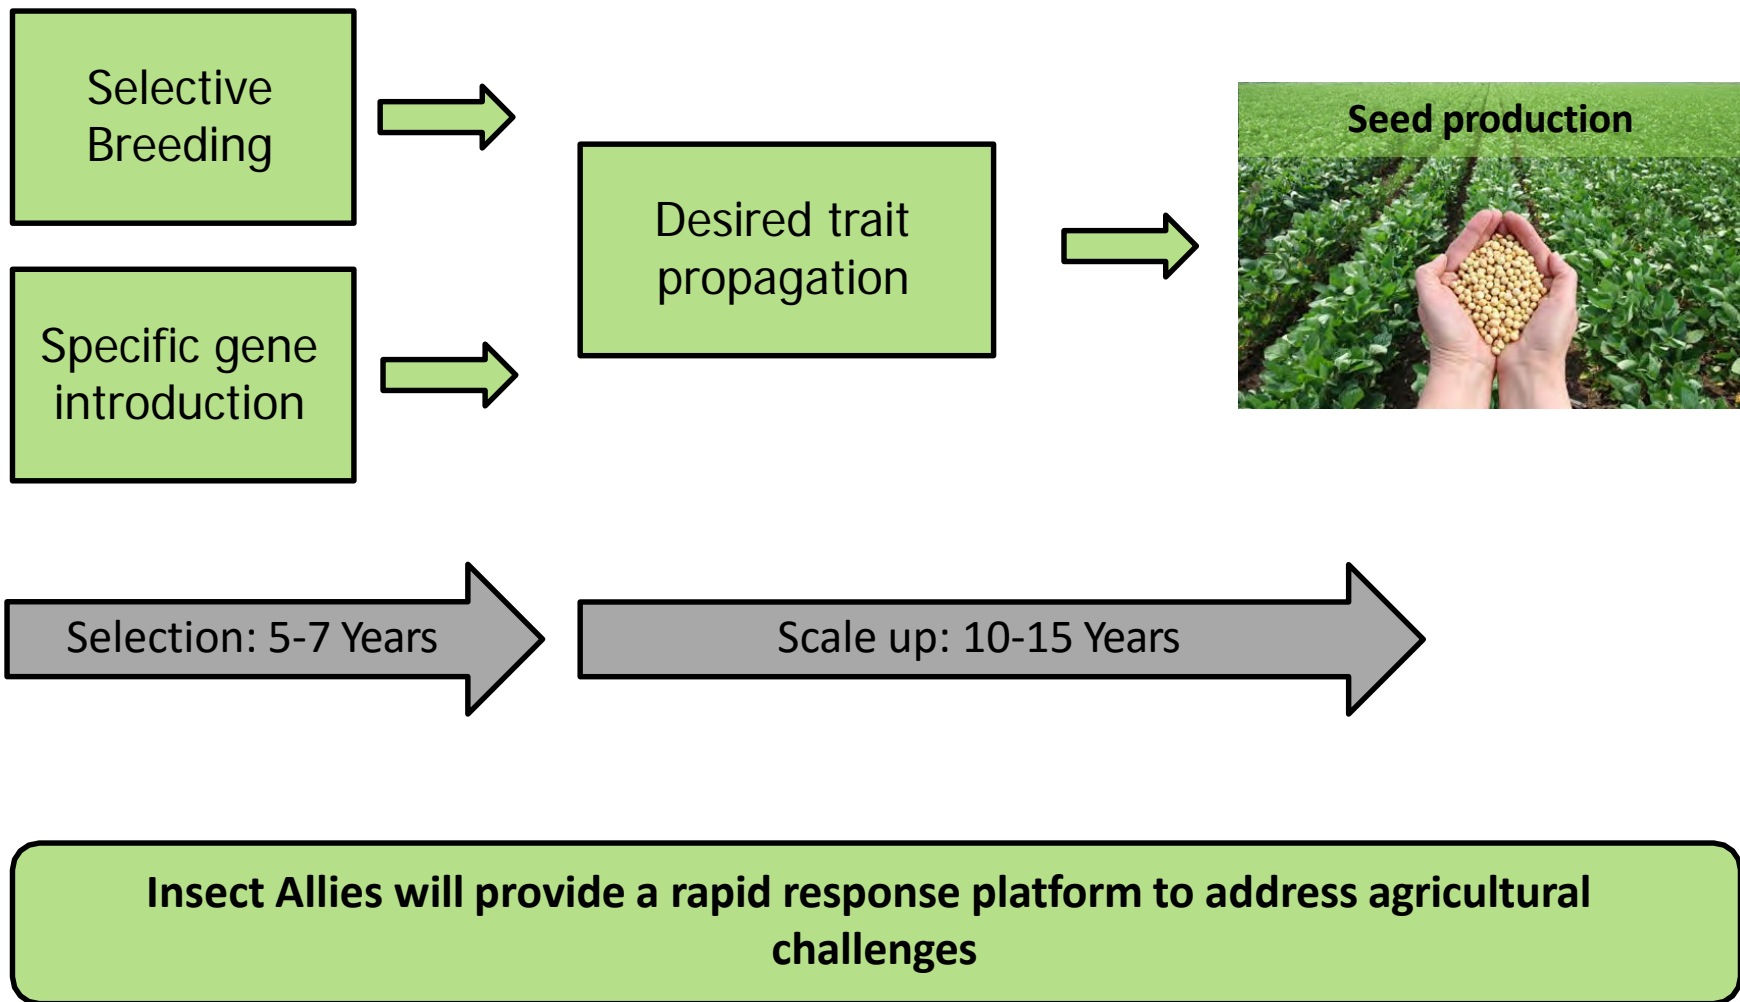 Selective
Breeding
Specific gene
introduction
Desired trait
propagation
Seed production
Selection: 5-7 Years
Scale up: 10-15 Years
Insect Allies will provide a rapid response platform to address agricultural
challenges